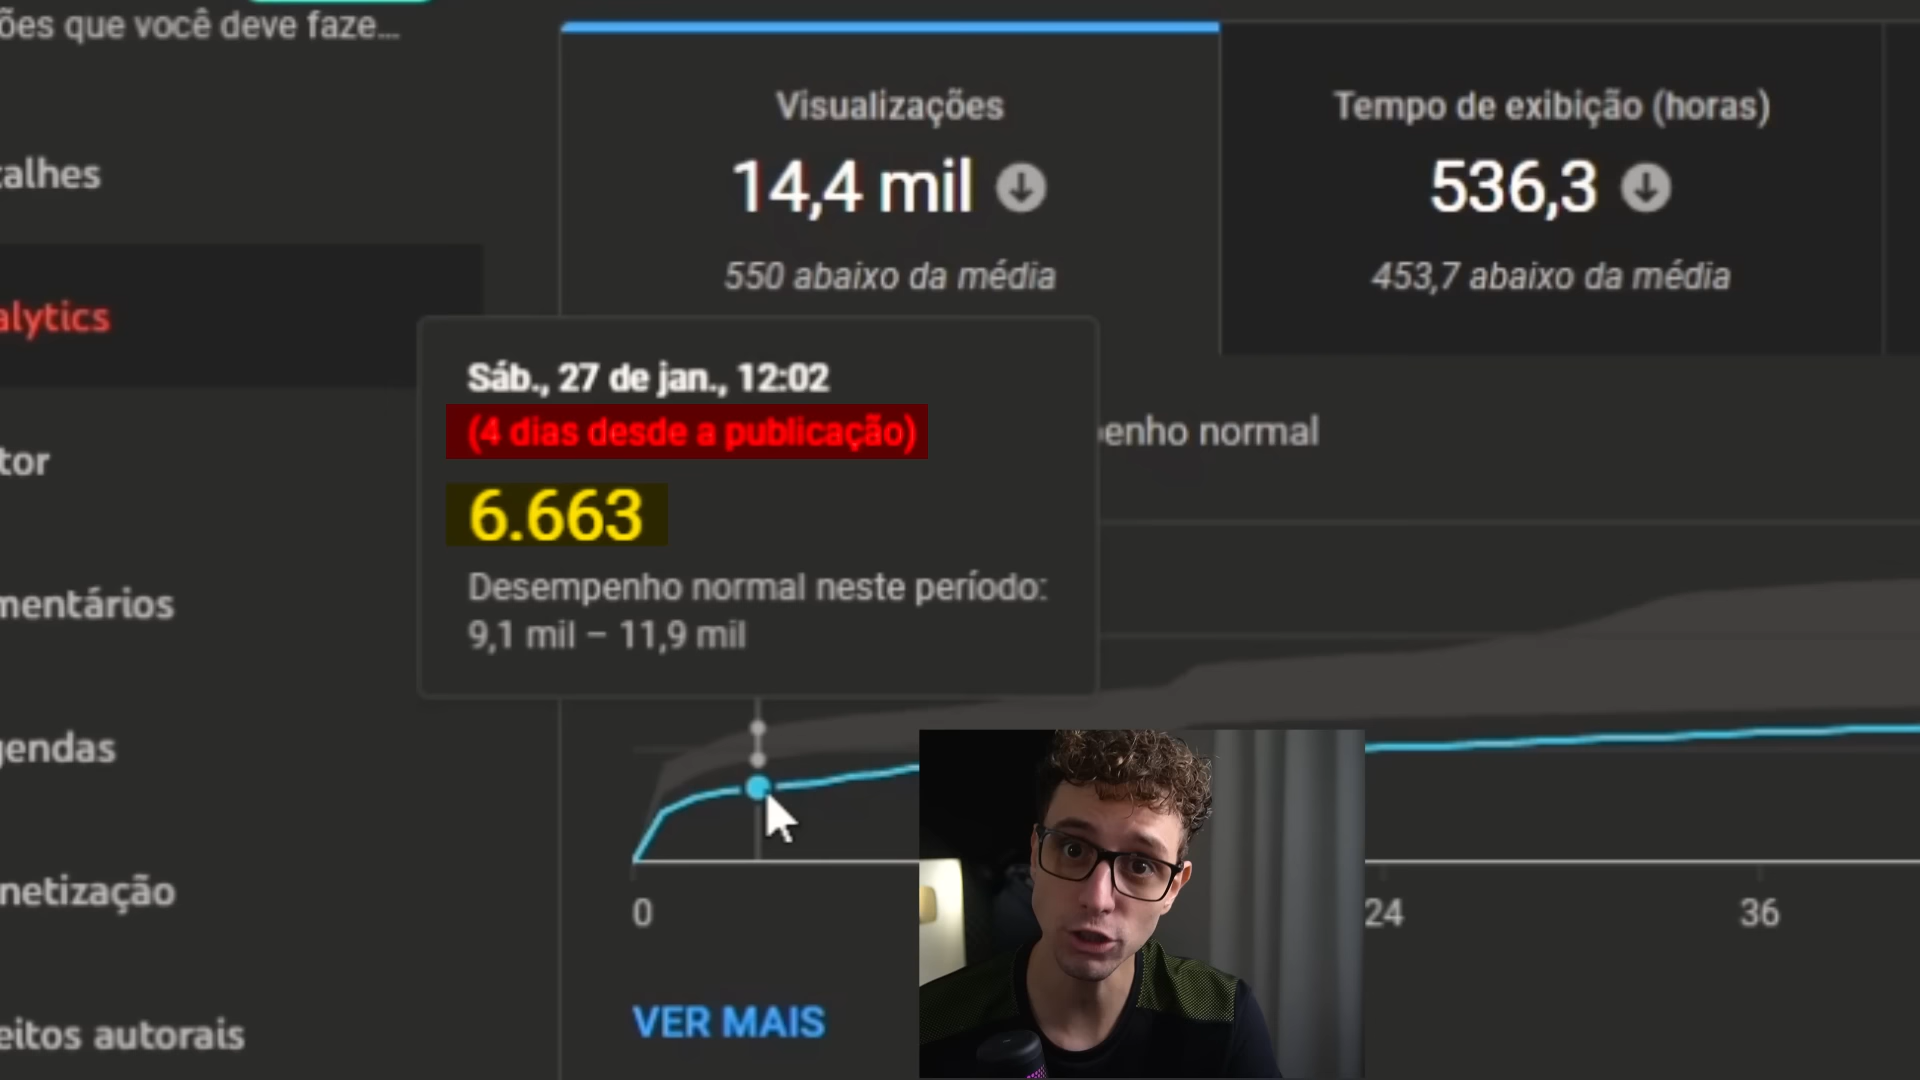 ões que você deve faze...
talhes
alytics
tor
mentários
gendas
netização
eitos autorais
Visualizações
14,4 mil
550 abaixo da média
Tempo de exibição (horas)
536,3
453,7 abaixo da média
Sáb., 27 de jan., 12:02
(4 dias desde a publicação)
6.663
Desempenho normal neste período:
9,1 mil – 11,9 mil
enho normal
0
24
36
VER MAIS